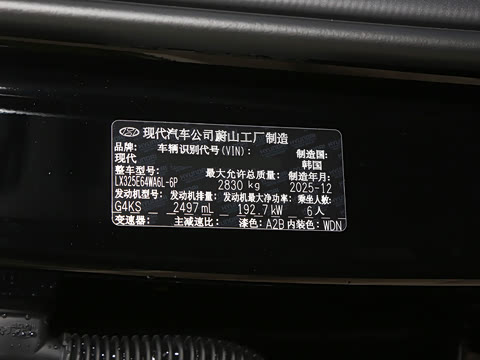 现代汽车公司蔚山工厂制造
品牌: 车辆识别代号(VIN): 制造国:
现代 韩国
整车型号: 最大允许总质量: 制造年月:
LX325E64WA6L-6P 2830 kg 2025-12
发动机型号: 发动机排量: 发动机最大净功率: 乘坐人数:
G4KS 2497 mL 192.7 kW 6人
变速器: 主减速比: 漆色: A2B 内装色: WDN